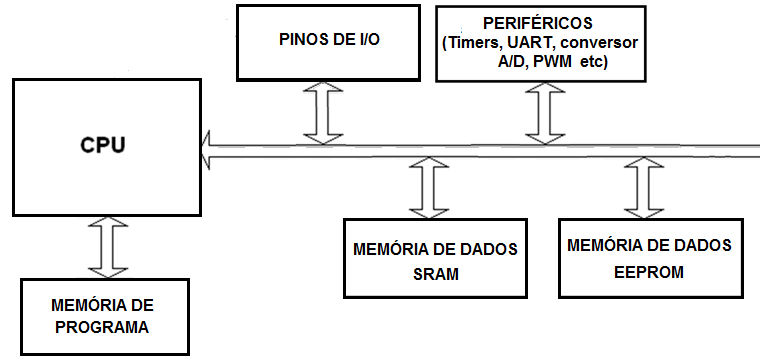 PINOS DE I/O
PERIFÉRICOS
(Timers, UART, conversor
A/D, PWM etc)
CPU
MEMÓRIA DE DADOS
SRAM
MEMÓRIA DE DADOS
EEPROM
MEMÓRIA DE
PROGRAMA